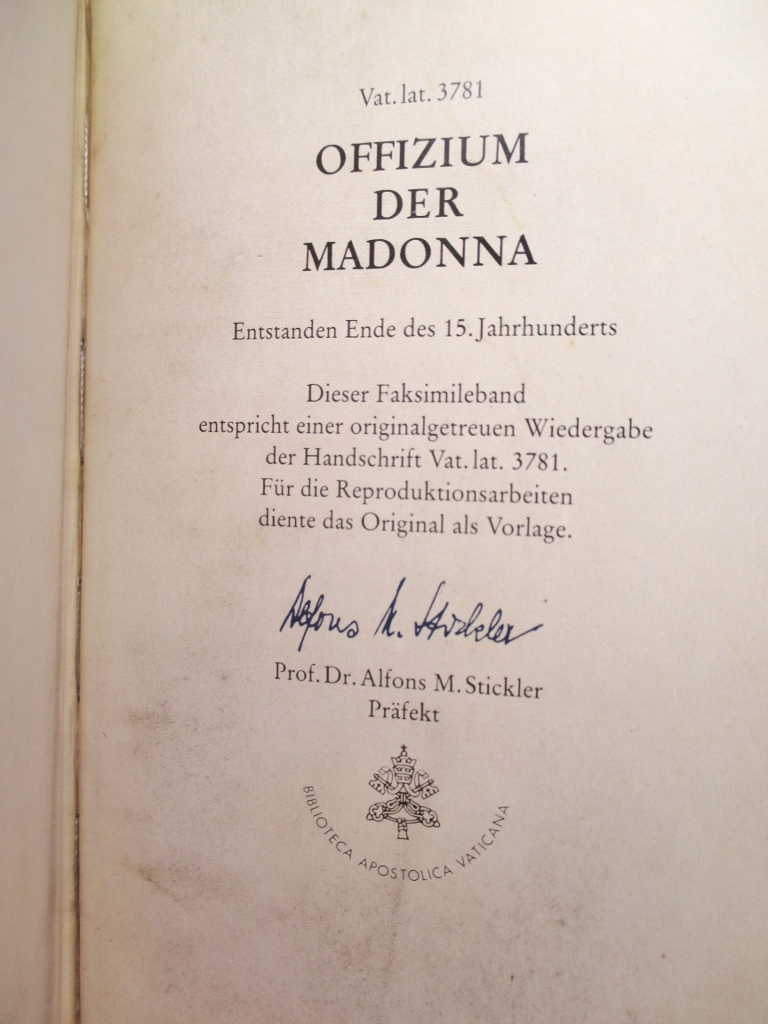 Vat. lat. 3781
OFFIZIUM
DER
MADONNA
Entstanden Ende des 15. Jahrhunderts
Dieser Faksimileband
entspricht einer originalgetreuen Wiedergabe
der Handschrift Vat. lat. 3781.
Für die Reproduktionsarbeiten
diente das Original als Vorlage.
Alfons M. Stickler
Prof. Dr. Alfons M. Stickler
Präfekt
BIBLIOTECA APOSTOLICA VATICANA